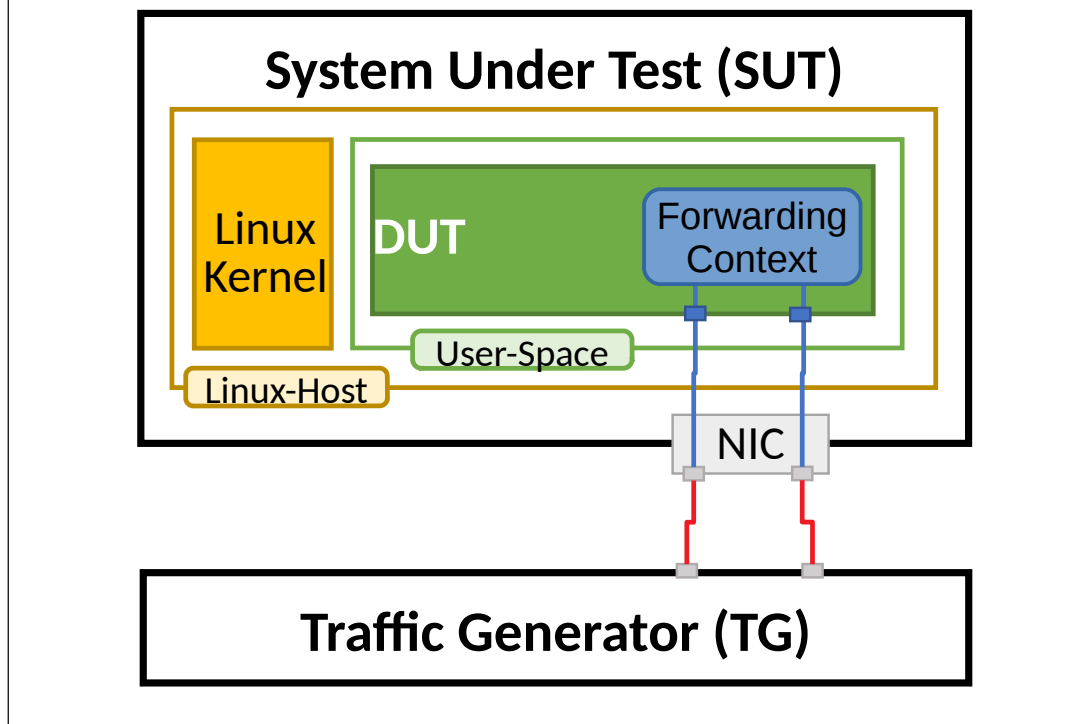 System Under Test (SUT)
Linux
Kernel
DUT
Forwarding
Context
User-Space
Linux-Host
NIC
Traffic Generator (TG)